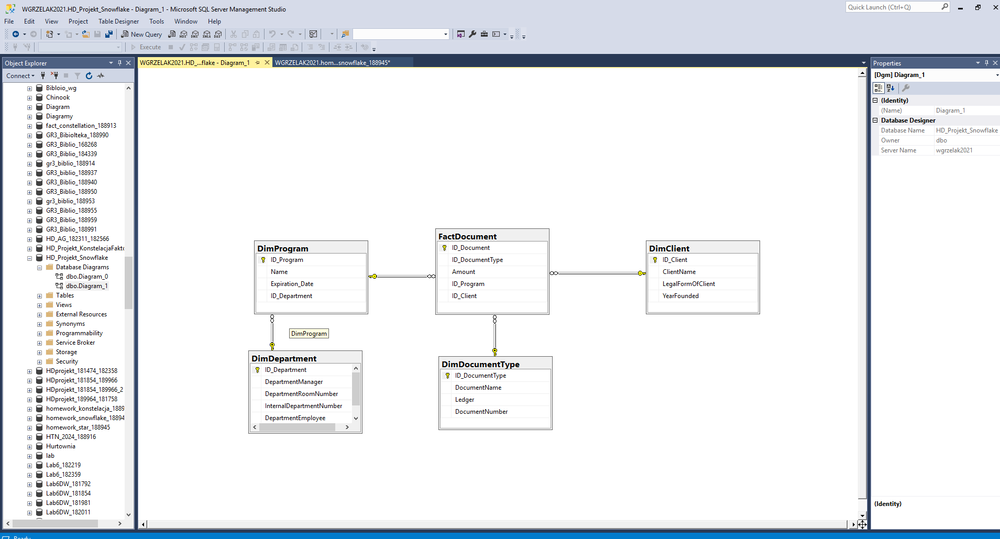 WGRZELAK2021.HD_Projekt_Snowflake - Diagram_1 - Microsoft SQL Server Management Studio
Quick Launch (Ctrl+Q)
File Edit View Project Table Designer Tools Window Help
New Query
MDX DMX XMLA DAX
Execute
Object Explorer
Connect
Bibloio_wg
Chinook
Diagram
Diagramy
fact_constellation_188913
GR3_Bibiolteka_188990
GR3_Biblio_168268
GR3_Biblio_184339
gr3_biblio_188914
GR3_biblio_188937
GR3_Biblio_188940
GR3_Biblio_188950
gr3_biblio_188953
GR3_Biblio_188955
GR3_Biblio_188959
GR3_Biblio_188991
HD_AG_182311_182566
HD_Projekt_KonstelacjaFakto
HD_Projekt_Snowflake
Database Diagrams
dbo.Diagram_0
dbo.Diagram_1
Tables
Views
External Resources
Synonyms
Programmability
Service Broker
Storage
Security
HDprojekt_181474_182358
HDprojekt_181854_189966
HDprojekt_181854_189966_2
HDprojekt_189964_181758
homework_konstelacja_1889
homework_snowflake_18894
homework_star_188945
HTN_2024_188916
Hurtownia
lab
Lab6_182219
Lab6_182359
Lab6DW_181792
Lab6DW_181854
Lab6DW_181981
Lab6DW_182011
WGRZELAK2021.HD_...flake - Diagram_1
WGRZELAK2021.hom...snowflake_188945*
DimProgram
ID_Program
Name
Expiration_Date
ID_Department
FactDocument
ID_Document
ID_DocumentType
Amount
ID_Program
ID_Client
DimClient
ID_Client
ClientName
LegalFormOfClient
YearFounded
DimProgram
DimDepartment
ID_Department
DepartmentManager
DepartmentRoomNumber
InternalDepartmentNumber
DepartmentEmployee
DimDocumentType
ID_DocumentType
DocumentName
Ledger
DocumentNumber
Properties
[Dgm] Diagram_1
(Identity)
(Name) Diagram_1
Database Designer
Database Name HD_Projekt_Snowflake
Owner dbo
Server Name wgrzelak2021
(Identity)
Ready